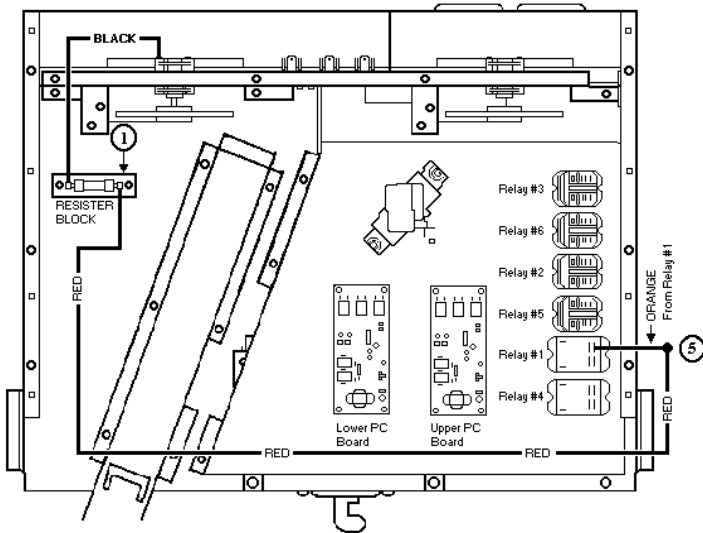 BLACK
1
RESISTER
BLOCK
RED
Relay #3
Relay #6
Relay #2
Relay #5
Relay #1
Relay #4
ORANGE
From Relay #1
5
RED
Lower PC
Board
Upper PC
Board
RED
RED